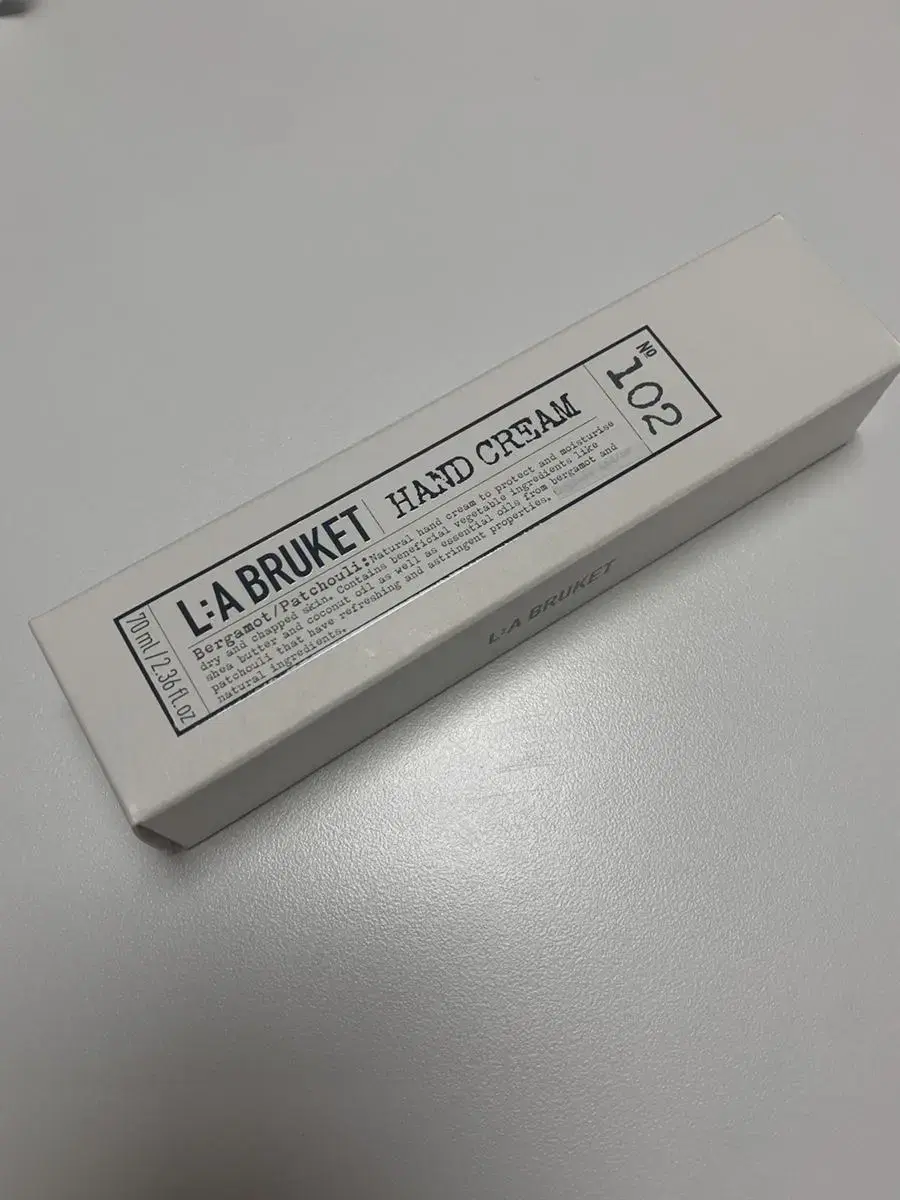 70 ml/2.36 fl.oz
L:A BRUKET
HAND CREAM
Bergamot/Patchouli: Natural hand cream to protect and moisturise
dry and chapped skin. Contains beneficial vegetable ingredients like
shea butter and coconut oil as well as essential oils from bergamot and
patchouli that have refreshing and astringent properties.
natural ingredients.
No
102
L:A BRUKET